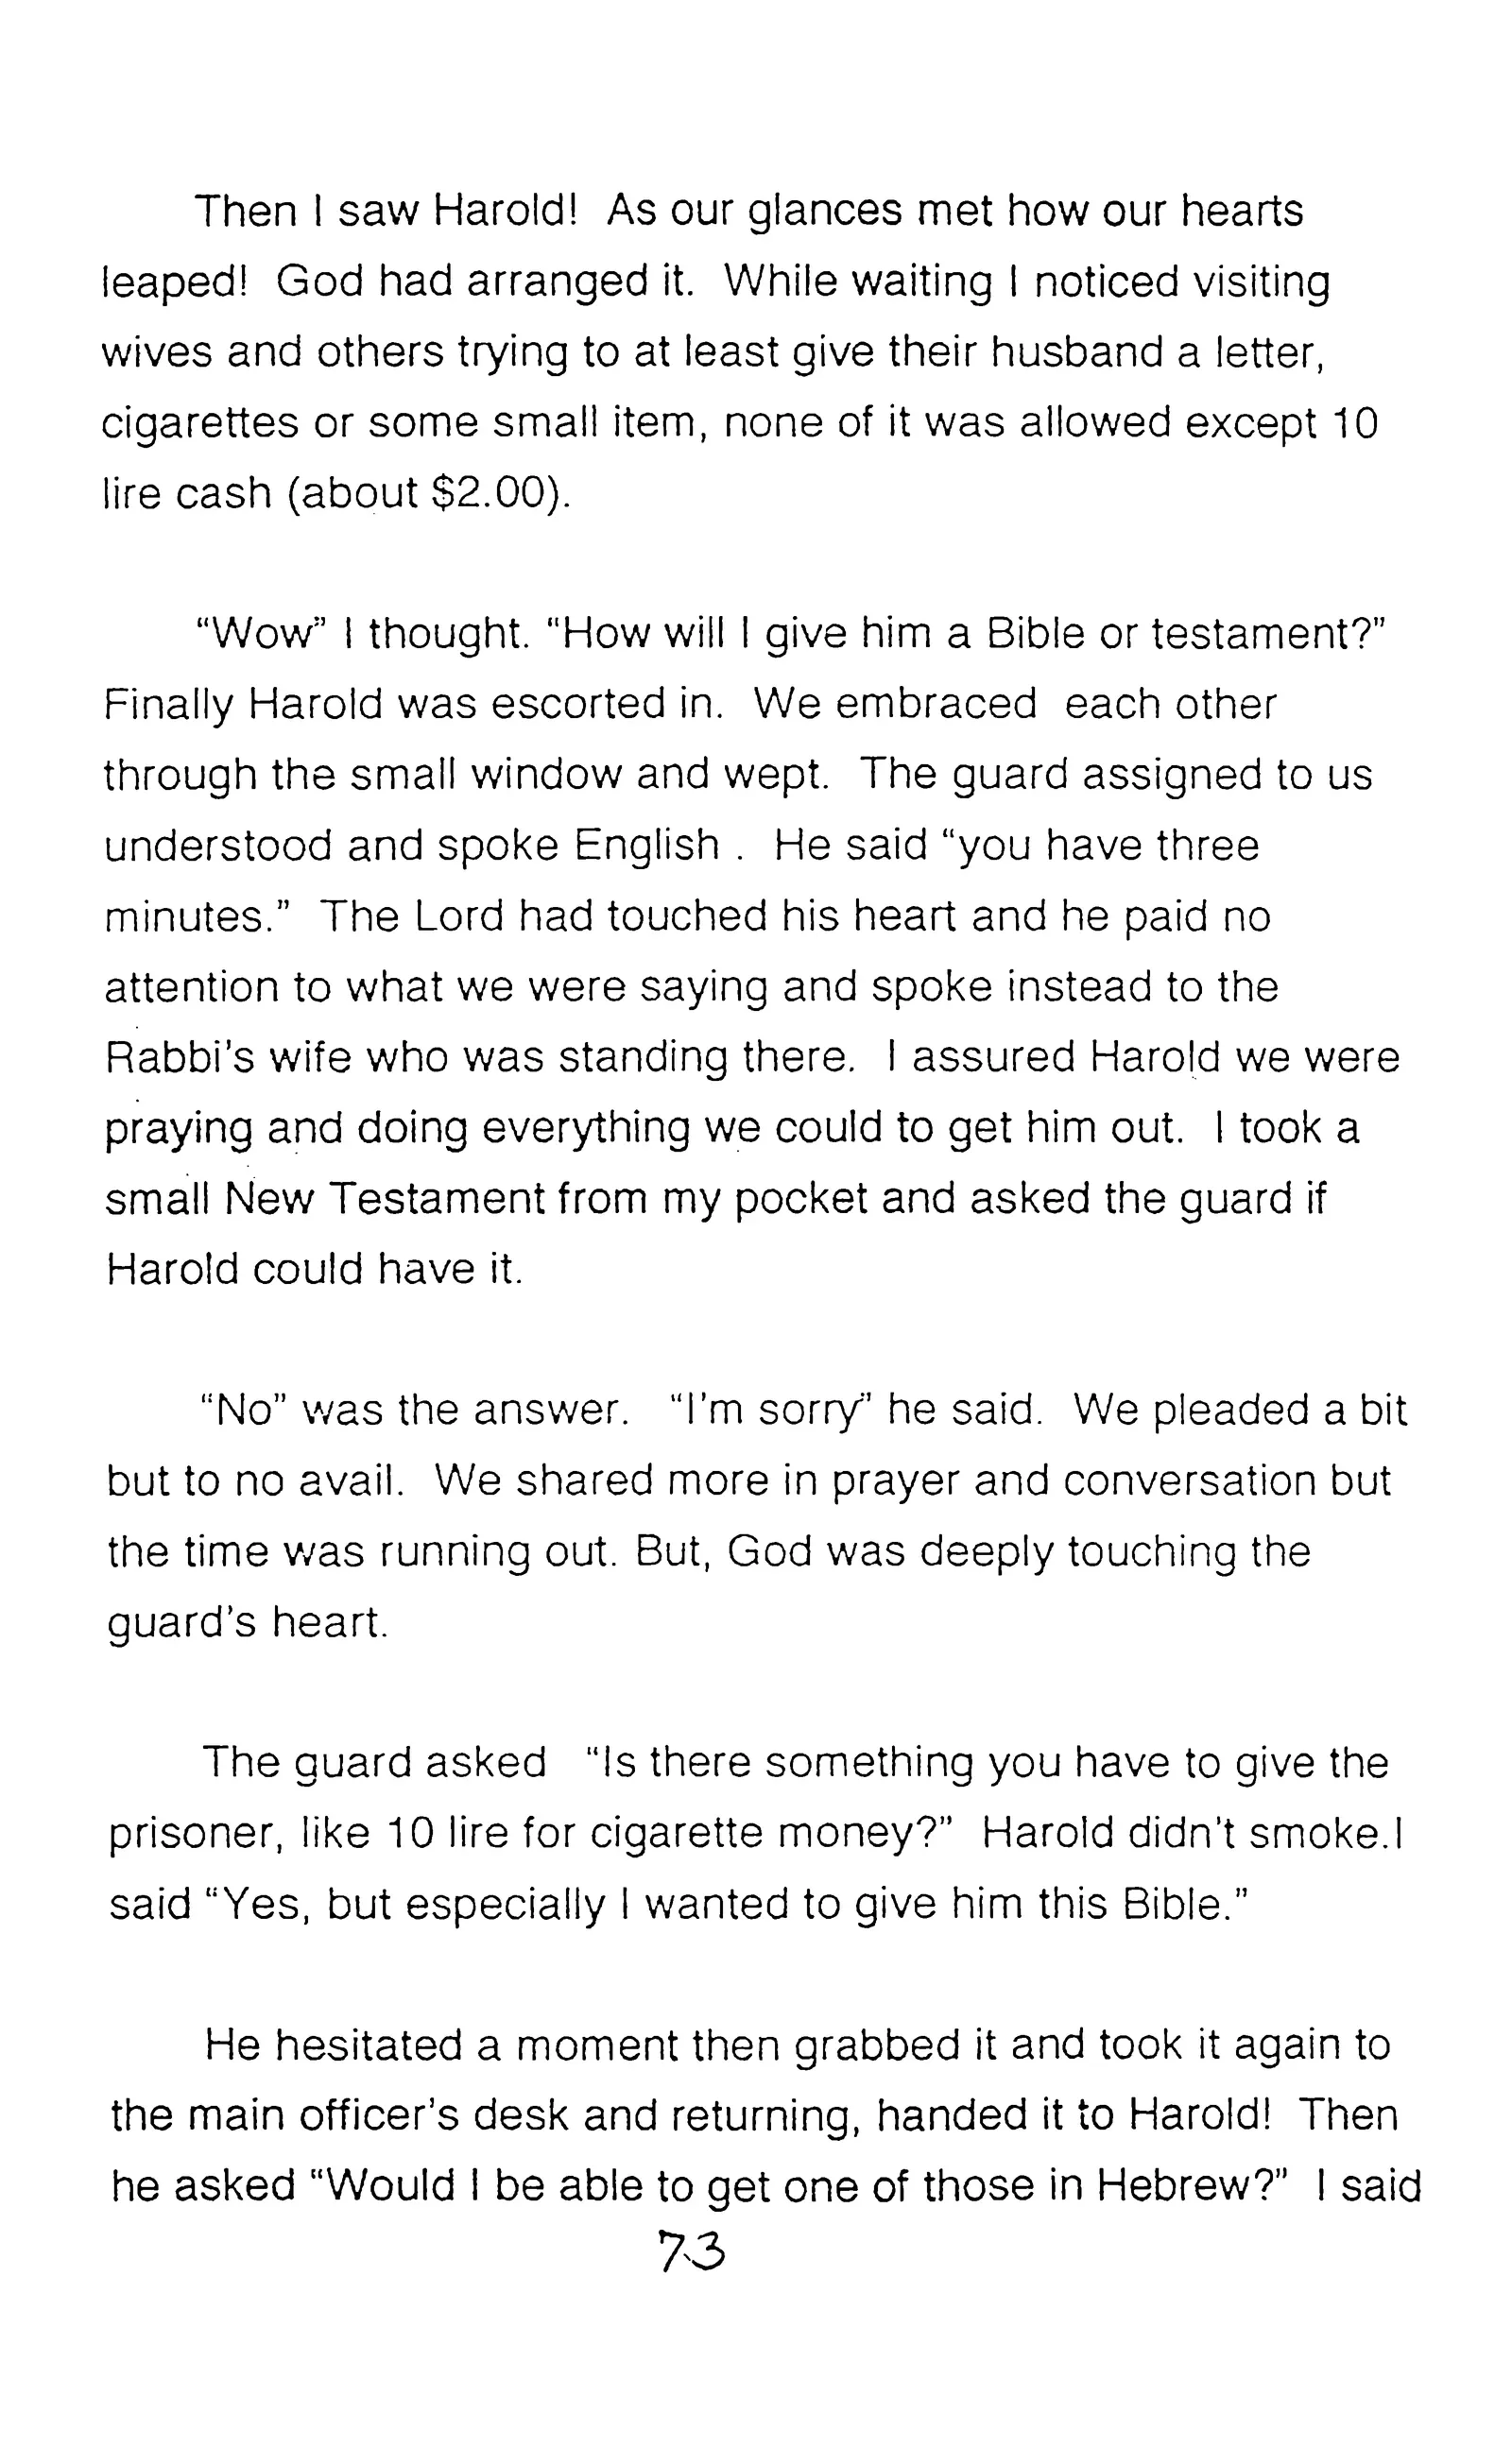 Then I saw Harold!  As our glances met how our hearts
leaped!  God had arranged it.  While waiting I noticed visiting
wives and others trying to at least give their husband a letter,
cigarettes or some small item, none of it was allowed except 10
lire cash (about $2.00).
“Wow” I thought. “How will I give him a Bible or testament?”
Finally Harold was escorted in.  We embraced  each other
through the small window and wept.  The guard assigned to us
understood and spoke English .  He said “you have three
minutes.”  The Lord had touched his heart and he paid no
attention to what we were saying and spoke instead to the
Rabbi’s wife who was standing there.  I assured Harold we were
praying and doing everything we could to get him out.  I took a
small New Testament from my pocket and asked the guard if
Harold could have it.
“No” was the answer.  “I’m sorry” he said.  We pleaded a bit
but to no avail.  We shared more in prayer and conversation but
the time was running out. But, God was deeply touching the
guard’s heart.
The guard asked  “Is there something you have to give the
prisoner, like 10 lire for cigarette money?”  Harold didn’t smoke.I
said “Yes, but especially I wanted to give him this Bible.”
He hesitated a moment then grabbed it and took it again to
the main officer’s desk and returning, handed it to Harold!  Then
he asked “Would I be able to get one of those in Hebrew?”  I said
73